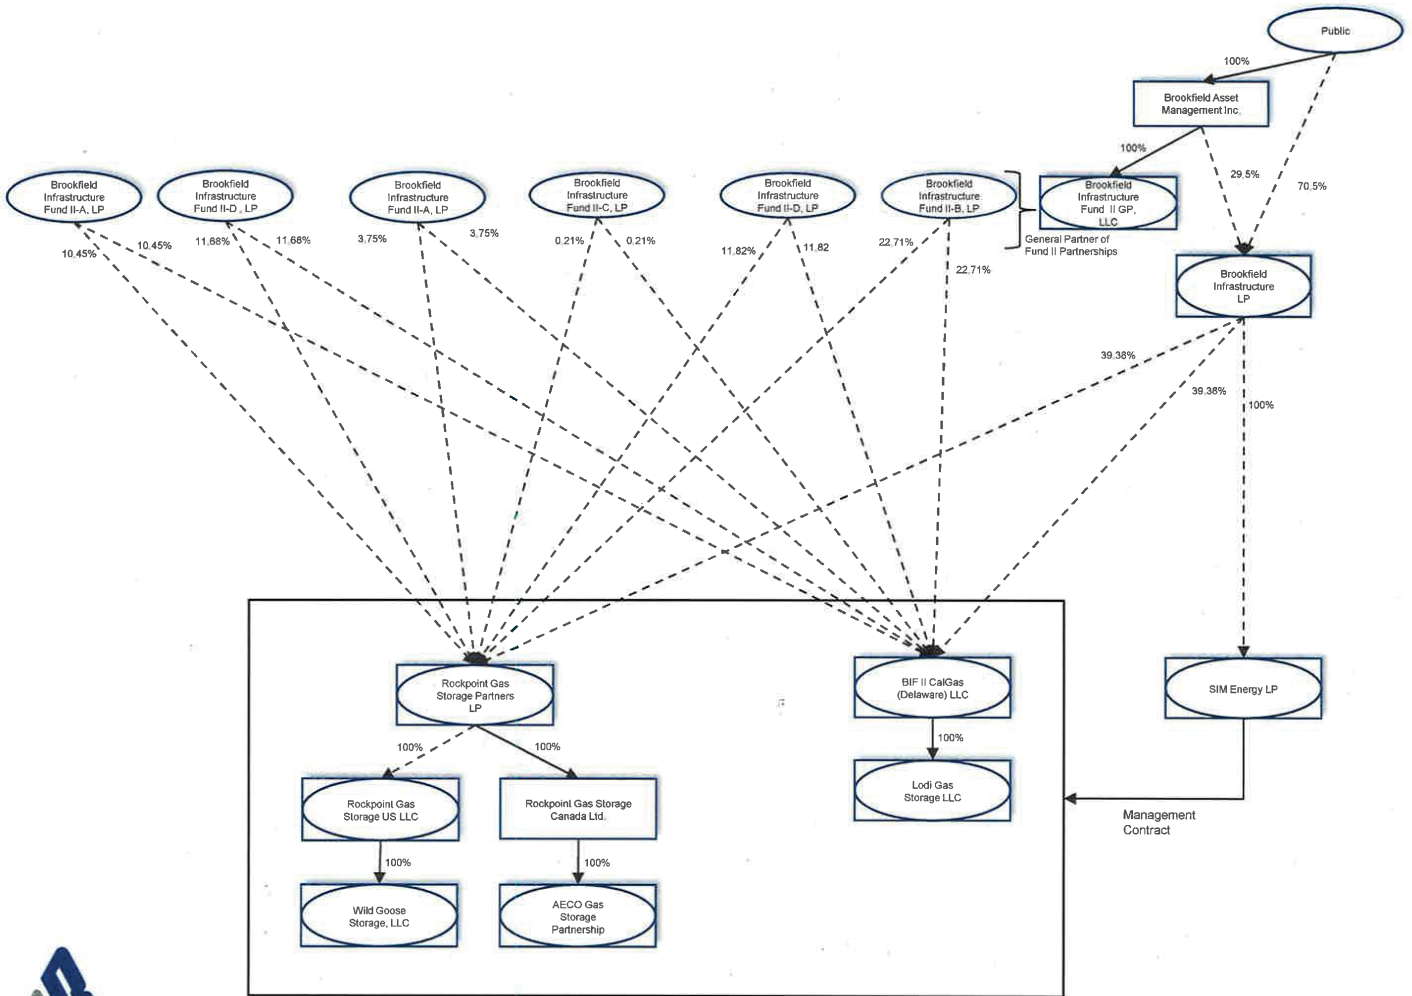 Public
100%
Brookfield Asset
Management Inc.
100%
29.5%
70.5%
Brookfield
Infrastructure
Fund II-A, LP
Brookfield
Infrastructure
Fund II-D , LP
Brookfield
Infrastructure
Fund II-A, LP
Brookfield
Infrastructure
Fund II-C, LP
Brookfield
Infrastructure
Fund II-D, LP
Brookfield
Infrastructure
Fund II-B, LP
Brookfield
Infrastructure
Fund II GP,
LLC
General Partner of
Fund II Partnerships
10.45%
10.45%
11.68%
11.68%
3.75%
3.75%
0.21%
0.21%
11.82%
11.82
22.71%
22.71%
Brookfield
Infrastructure
LP
39.38%
39.38%
100%
Rockpoint Gas
Storage Partners
LP
BIF II CalGas
(Delaware) LLC
SIM Energy LP
100%
100%
100%
Rockpoint Gas
Storage US LLC
Rockpoint Gas Storage
Canada Ltd.
Lodi Gas
Storage LLC
Management
Contract
100%
100%
Wild Goose
Storage, LLC
AECO Gas
Storage
Partnership